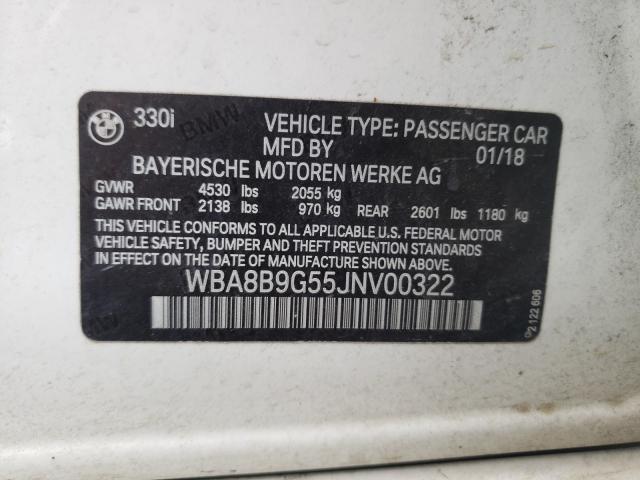 330i
VEHICLE TYPE: PASSENGER CAR
MFD BY 01/18
BAYERISCHE MOTOREN WERKE AG
GVWR 4530 lbs 2055 kg
GAWR FRONT 2138 lbs 970 kg REAR 2601 lbs 1180 kg
THIS VEHICLE CONFORMS TO ALL APPLICABLE U.S. FEDERAL MOTOR
VEHICLE SAFETY, BUMPER AND THEFT PREVENTION STANDARDS
IN EFFECT ON THE DATE OF MANUFACTURE SHOWN ABOVE.
WBA8B9G55JNV00322
BMW